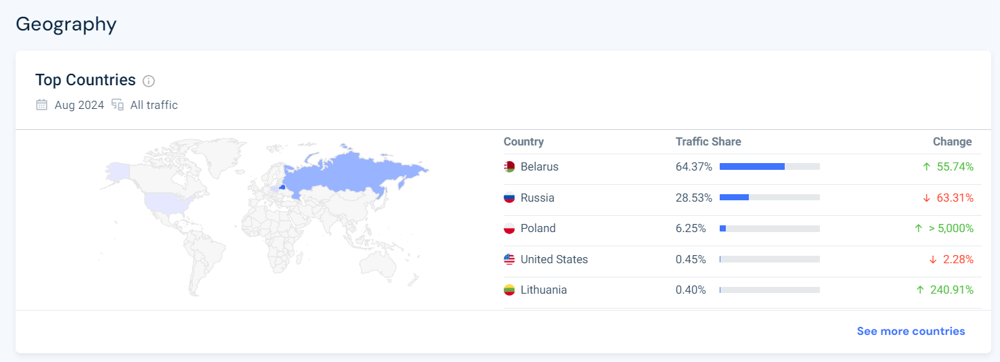 Geography
Top Countries
Aug 2024 All traffic
Country Traffic Share Change
Belarus 64.37% ↑ 55.74%
Russia 28.53% ↓ 63.31%
Poland 6.25% ↑ > 5,000%
United States 0.45% ↓ 2.28%
Lithuania 0.40% ↑ 240.91%
See more countries